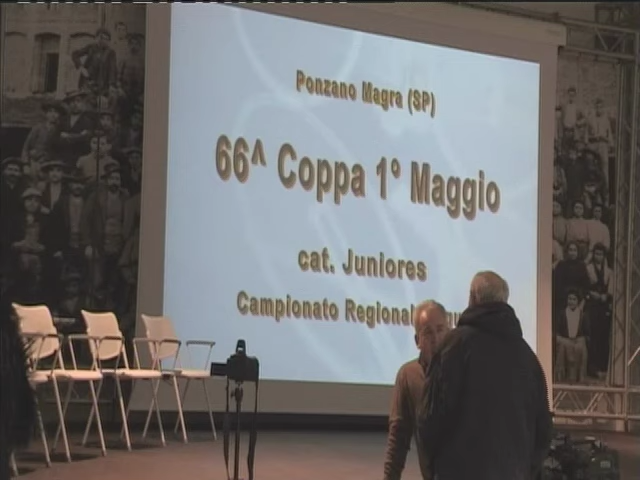 Ponzano Magra (SP)
66^ Coppa 1° Maggio
cat. Juniores
Campionato Regional